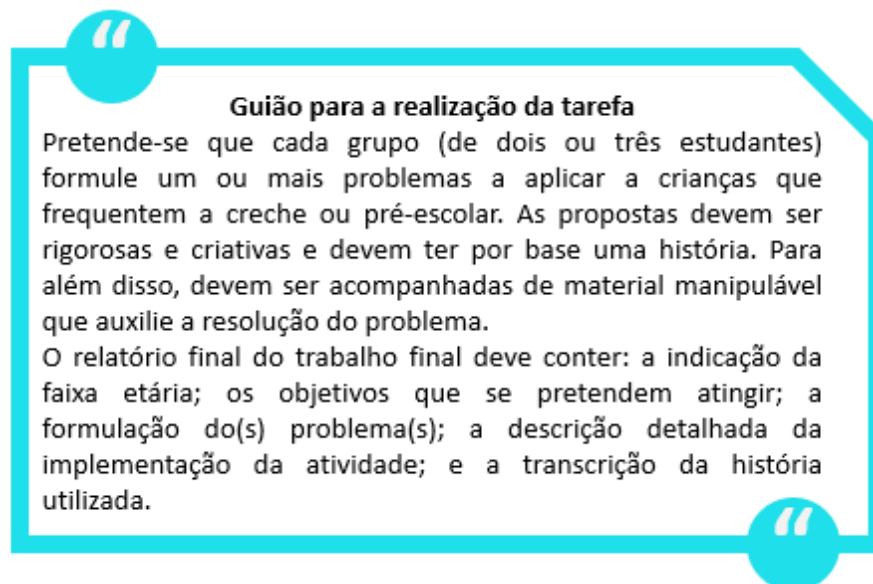 Guião para a realização da tarefa
Pretende-se que cada grupo (de dois ou três estudantes)
formule um ou mais problemas a aplicar a crianças que
frequentem a creche ou pré-escolar. As propostas devem ser
rigorosas e criativas e devem ter por base uma história. Para
além disso, devem ser acompanhadas de material manipulável
que auxilie a resolução do problema.
O relatório final do trabalho final deve conter: a indicação da
faixa etária; os objetivos que se pretendem atingir; a
formulação do(s) problema(s); a descrição detalhada da
implementação da atividade; e a transcrição da história
utilizada.